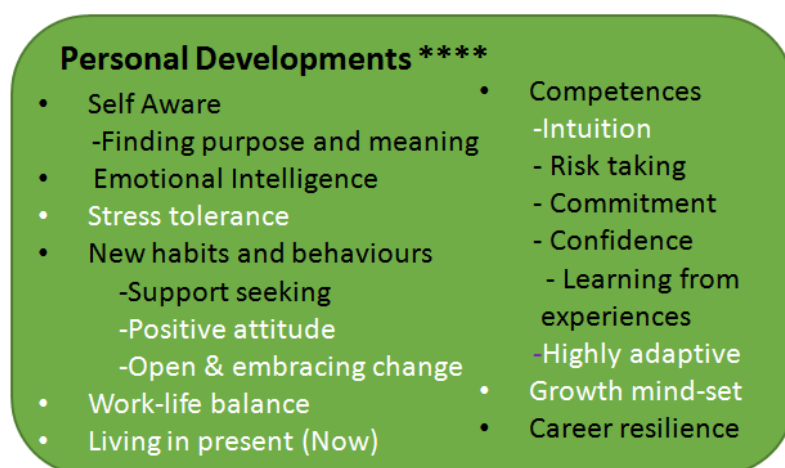 Personal Developments ****
• Self Aware
-Finding purpose and meaning
• Emotional Intelligence
• Stress tolerance
• New habits and behaviours
-Support seeking
-Positive attitude
-Open & embracing change
• Work-life balance
• Living in present (Now)
• Competences
-Intuition
- Risk taking
- Commitment
- Confidence
- Learning from
experiences
-Highly adaptive
• Growth mind-set
• Career resilience